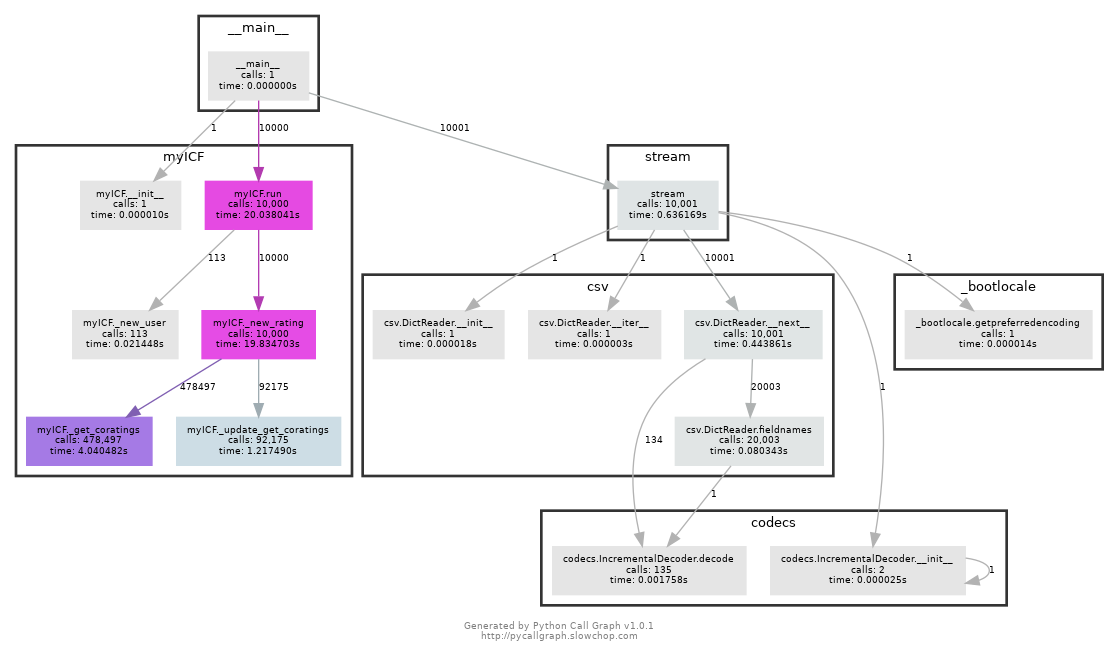 __main__
__main__
calls: 1
time: 0.000000s
1
10000
10001
myICF
myICF.__init__
calls: 1
time: 0.000010s
myICF.run
calls: 10,000
time: 20.038041s
stream
stream
calls: 10,001
time: 0.636169s
113
10000
1
1
10001
1
csv
_bootlocale
myICF._new_user
calls: 113
time: 0.021448s
myICF._new_rating
calls: 10,000
time: 19.834703s
csv.DictReader.__init__
calls: 1
time: 0.000018s
csv.DictReader.__iter__
calls: 1
time: 0.000003s
csv.DictReader.__next__
calls: 10,001
time: 0.443861s
_bootlocale.getpreferredencoding
calls: 1
time: 0.000014s
478497
92175
20003
1
myICF._get_coratings
calls: 478,497
time: 4.040482s
myICF._update_get_coratings
calls: 92,175
time: 1.217490s
134
csv.DictReader.fieldnames
calls: 20,003
time: 0.080343s
1
codecs
codecs.IncrementalDecoder.decode
calls: 135
time: 0.001758s
codecs.IncrementalDecoder.__init__
calls: 2
time: 0.000025s
1
Generated by Python Call Graph v1.0.1
http://pycallgraph.slowchop.com